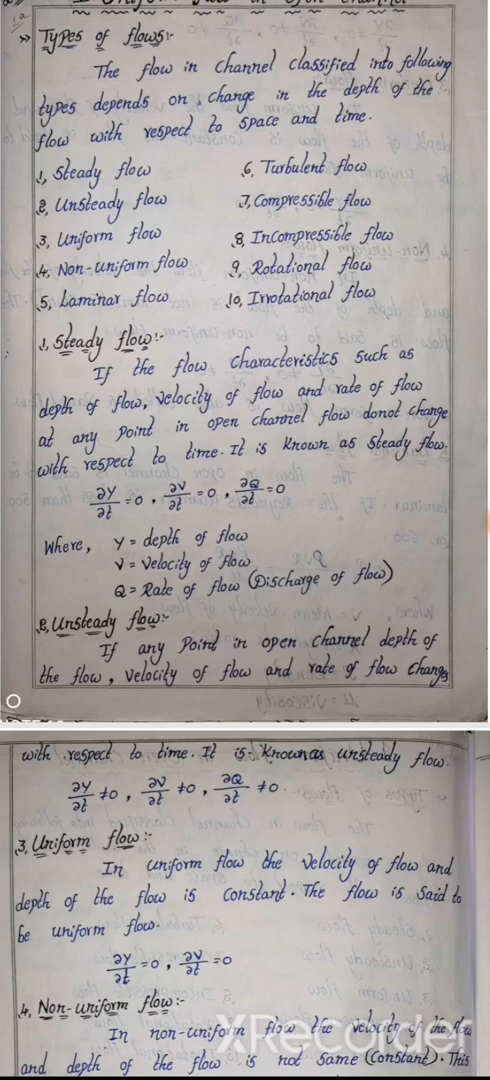 Uniform flow in open channel
Types of flows:-
The flow in channel classified into following
types depends on change in the depth of the
flow with respect to space and time.
1, Steady flow
2, Unsteady flow
3, Uniform flow
4, Non-uniform flow
5, Laminar flow
6, Turbulent flow
7, Compressible flow
8, Incompressible flow
9, Rotational flow
10, Irrotational flow
1, Steady flow:-
If the flow characteristics such as
depth of flow, velocity of flow and rate of flow
at any point in open channel flow donot change
with respect to time. It is known as steady flow.
∂Y/∂t = 0, ∂V/∂t = 0, ∂Q/∂t = 0
Where, Y = depth of flow
V = velocity of flow
Q = Rate of flow (Discharge of flow)
2, Unsteady flow:-
If any point in open channel depth of
the flow, velocity of flow and rate of flow change
with respect to time. It is Known as unsteady flow.
∂Y/∂t ≠ 0, ∂V/∂t ≠ 0, ∂Q/∂t ≠ 0.
3, Uniform flow:-
In uniform flow the velocity of flow and
depth of the flow is constant. The flow is said to
be uniform flow.
∂Y/∂t = 0, ∂V/∂t = 0
4, Non-uniform flow:-
In non-uniform flow the velocity of the flow
and depth of the flow is not same (constant). This
XRecorder